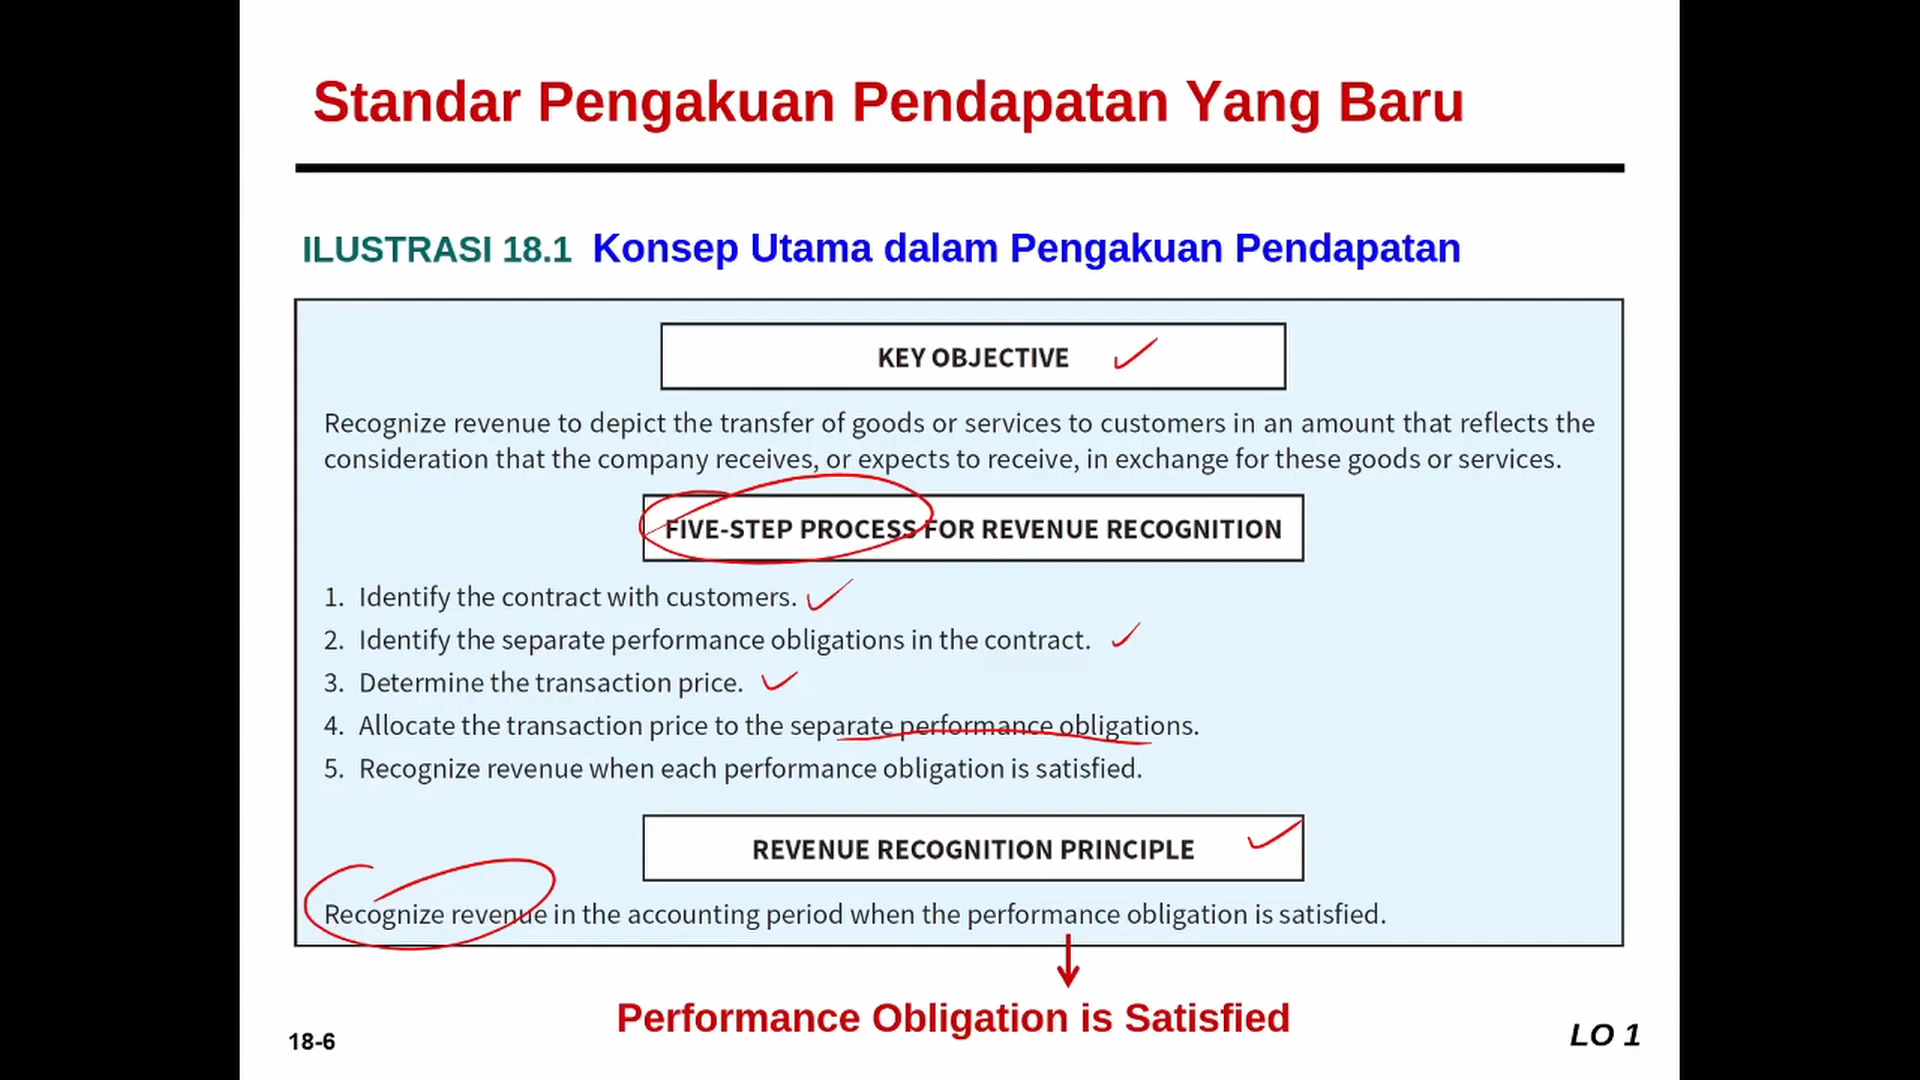 Standar Pengakuan Pendapatan Yang Baru
ILUSTRASI 18.1 Konsep Utama dalam Pengakuan Pendapatan
KEY OBJECTIVE
Recognize revenue to depict the transfer of goods or services to customers in an amount that reflects the
consideration that the company receives, or expects to receive, in exchange for these goods or services.
FIVE-STEP PROCESS FOR REVENUE RECOGNITION
1. Identify the contract with customers.
2. Identify the separate performance obligations in the contract.
3. Determine the transaction price.
4. Allocate the transaction price to the separate performance obligations.
5. Recognize revenue when each performance obligation is satisfied.
REVENUE RECOGNITION PRINCIPLE
Recognize revenue in the accounting period when the performance obligation is satisfied.
Performance Obligation is Satisfied
18-6
LO 1